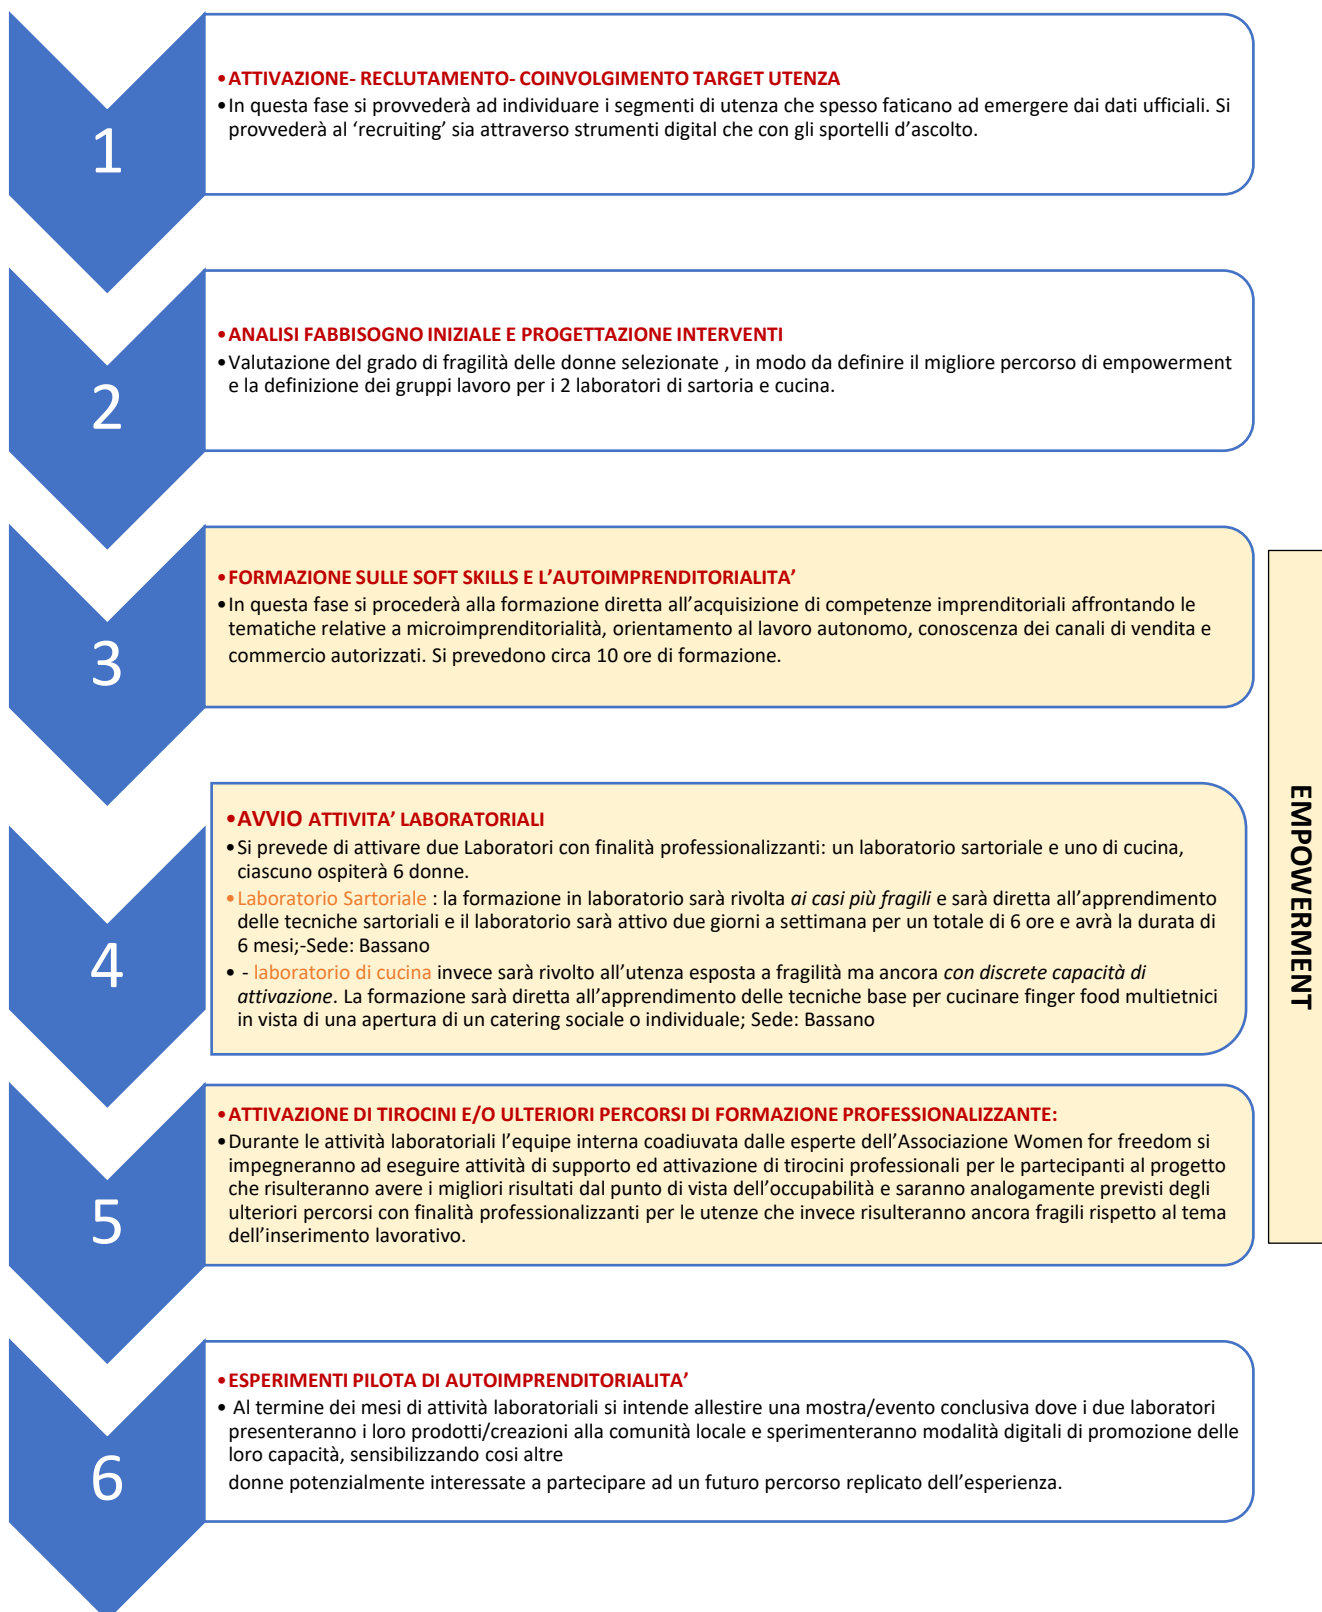 1
•ATTIVAZIONE- RECLUTAMENTO- COINVOLGIMENTO TARGET UTENZA
•In questa fase si provvederà ad individuare i segmenti di utenza che spesso faticano ad emergere dai dati ufficiali. Si
provvederà al ‘recruiting’ sia attraverso strumenti digital che con gli sportelli d’ascolto.
2
•ANALISI FABBISOGNO INIZIALE E PROGETTAZIONE INTERVENTI
•Valutazione del grado di fragilità delle donne selezionate , in modo da definire il migliore percorso di empowerment
e la definizione dei gruppi lavoro per i 2 laboratori di sartoria e cucina.
3
•FORMAZIONE SULLE SOFT SKILLS E L’AUTOIMPRENDITORIALITA’
•In questa fase si procederà alla formazione diretta all’acquisizione di competenze imprenditoriali affrontando le
tematiche relative a microimprenditorialità, orientamento al lavoro autonomo, conoscenza dei canali di vendita e
commercio autorizzati. Si prevedono circa 10 ore di formazione.
4
•AVVIO ATTIVITA’ LABORATORIALI
•Si prevede di attivare due Laboratori con finalità professionalizzanti: un laboratorio sartoriale e uno di cucina,
ciascuno ospiterà 6 donne.
•Laboratorio Sartoriale : la formazione in laboratorio sarà rivolta ai casi più fragili e sarà diretta all’apprendimento
delle tecniche sartoriali e il laboratorio sarà attivo due giorni a settimana per un totale di 6 ore e avrà la durata di
6 mesi;-Sede: Bassano
• - laboratorio di cucina invece sarà rivolto all’utenza esposta a fragilità ma ancora con discrete capacità di
attivazione. La formazione sarà diretta all’apprendimento delle tecniche base per cucinare finger food multietnici
in vista di una apertura di un catering sociale o individuale; Sede: Bassano
5
•ATTIVAZIONE DI TIROCINI E/O ULTERIORI PERCORSI DI FORMAZIONE PROFESSIONALIZZANTE:
•Durante le attività laboratoriali l’equipe interna coadiuvata dalle esperte dell’Associazione Women for freedom si
impegneranno ad eseguire attività di supporto ed attivazione di tirocini professionali per le partecipanti al progetto
che risulteranno avere i migliori risultati dal punto di vista dell’occupabilità e saranno analogamente previsti degli
ulteriori percorsi con finalità professionalizzanti per le utenze che invece risulteranno ancora fragili rispetto al tema
dell’inserimento lavorativo.
6
•ESPERIMENTI PILOTA DI AUTOIMPRENDITORIALITA’
• Al termine dei mesi di attività laboratoriali si intende allestire una mostra/evento conclusiva dove i due laboratori
presenteranno i loro prodotti/creazioni alla comunità locale e sperimenteranno modalità digitali di promozione delle
loro capacità, sensibilizzando cosi altre
donne potenzialmente interessate a partecipare ad un futuro percorso replicato dell’esperienza.
EMPOWERMENT